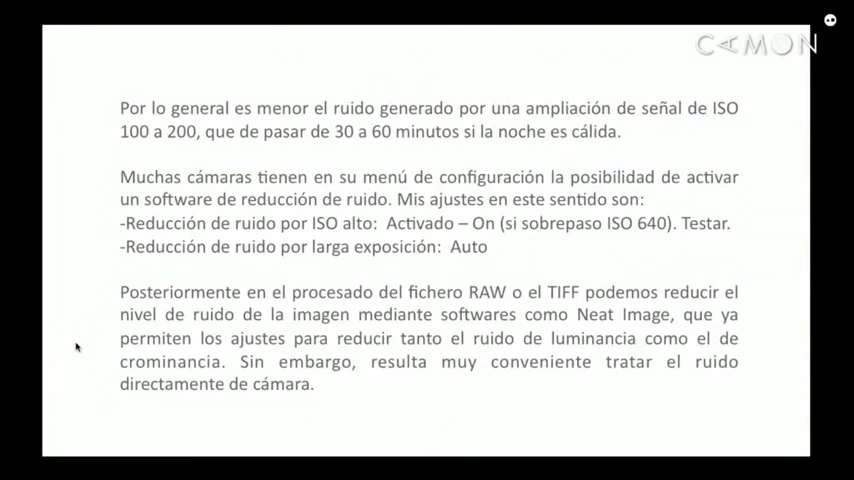 CAMON
Por lo general es menor el ruido generado por una ampliación de señal de ISO
100 a 200, que de pasar de 30 a 60 minutos si la noche es cálida.
Muchas cámaras tienen en su menú de configuración la posibilidad de activar
un software de reducción de ruido. Mis ajustes en este sentido son:
-Reducción de ruido por ISO alto: Activado – On (si sobrepaso ISO 640). Testar.
-Reducción de ruido por larga exposición: Auto
Posteriormente en el procesado del fichero RAW o el TIFF podemos reducir el
nivel de ruido de la imagen mediante softwares como Neat Image, que ya
permiten los ajustes para reducir tanto el ruido de luminancia como el de
crominancia. Sin embargo, resulta muy conveniente tratar el ruido
directamente de cámara.